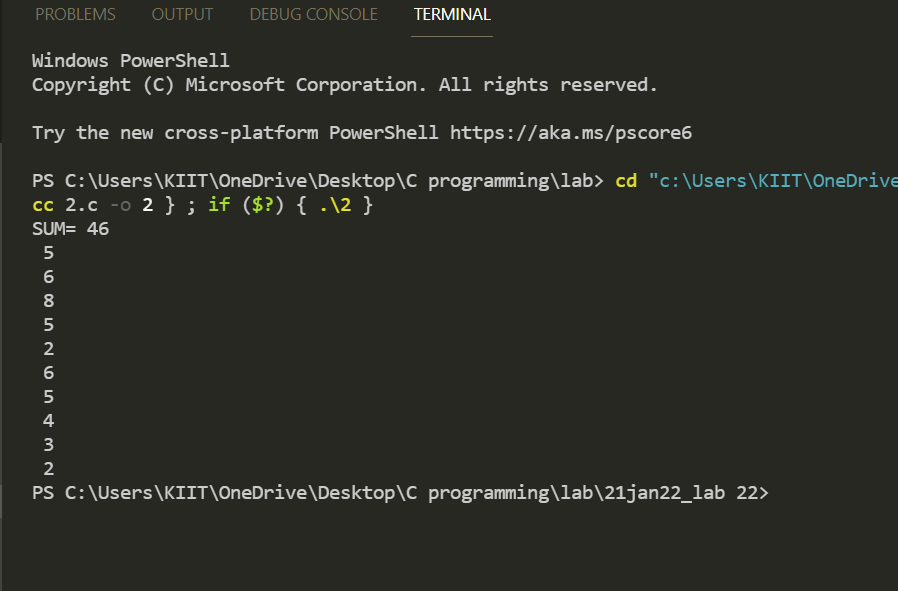 PROBLEMS OUTPUT DEBUG CONSOLE TERMINAL
Windows PowerShell
Copyright (C) Microsoft Corporation. All rights reserved.
Try the new cross-platform PowerShell https://aka.ms/pscore6
PS C:\Users\KIIT\OneDrive\Desktop\C programming\lab> cd "c:\Users\KIIT\OneDrive
cc 2.c -o 2 } ; if ($?) { .\2 }
SUM= 46
5
6
8
5
2
6
5
4
3
2
PS C:\Users\KIIT\OneDrive\Desktop\C programming\lab\21jan22_lab 22>